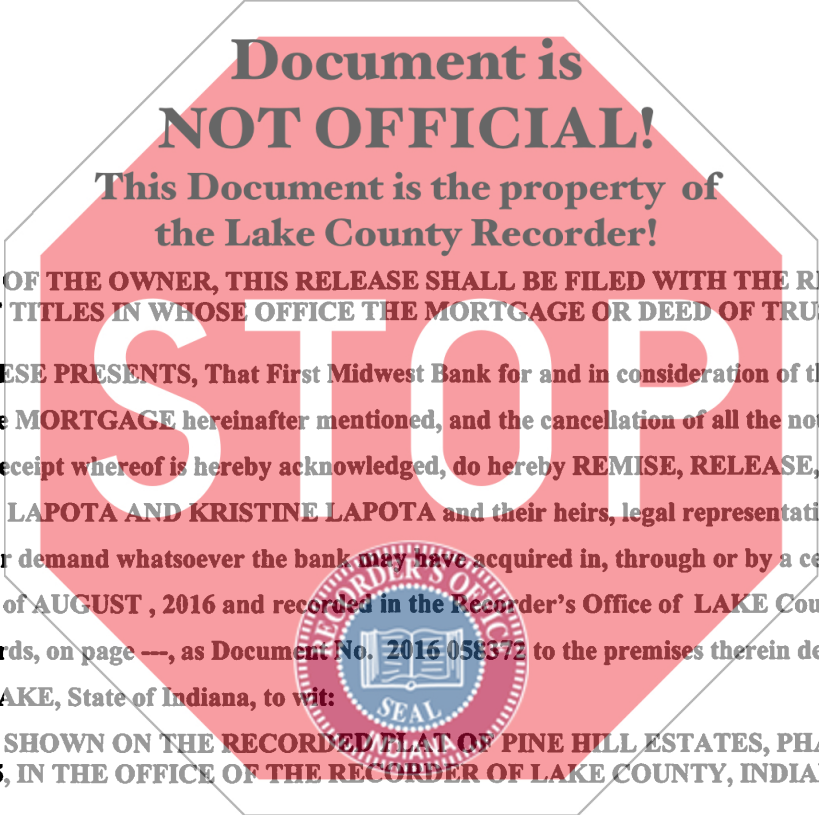 Document is
NOT OFFICIAL!
This Document is the property of
the Lake County Recorder!
OF THE OWNER, THIS RELEASE SHALL BE FILED WITH THE
TITLES IN WHOSE OFFICE THE MORTGAGE OR DEED OF TRU
STOP
ESE PRESENTS, That First Midwest Bank for and in consideration of
MORTGAGE hereinafter mentioned, and the cancellation of all the
eceipt whereof is hereby acknowledged, do hereby REMISE, RELEASE,
LAPOTA AND KRISTINE LAPOTA and their heirs, legal representati
r demand whatsoever the bank may have acquired in, through or by a
of AUGUST , 2016 and recorded in the Recorder's Office of LAKE Cou
rds, on page ---, as Document No. 2016 058372 to the premises therein
AKE, State of Indiana, to wit:
SHOWN ON THE RECORDED PLAT OF PINE HILL ESTATES, PHA
, IN THE OFFICE OF THE RECORDER OF LAKE COUNTY, INDIA
RECORDER'S OFFICE
SEAL
INDIANA